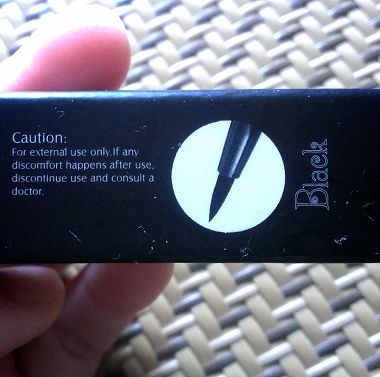 Caution:
For external use only.If any
discomfort happens after use,
discontinue use and consult a
doctor.
Black